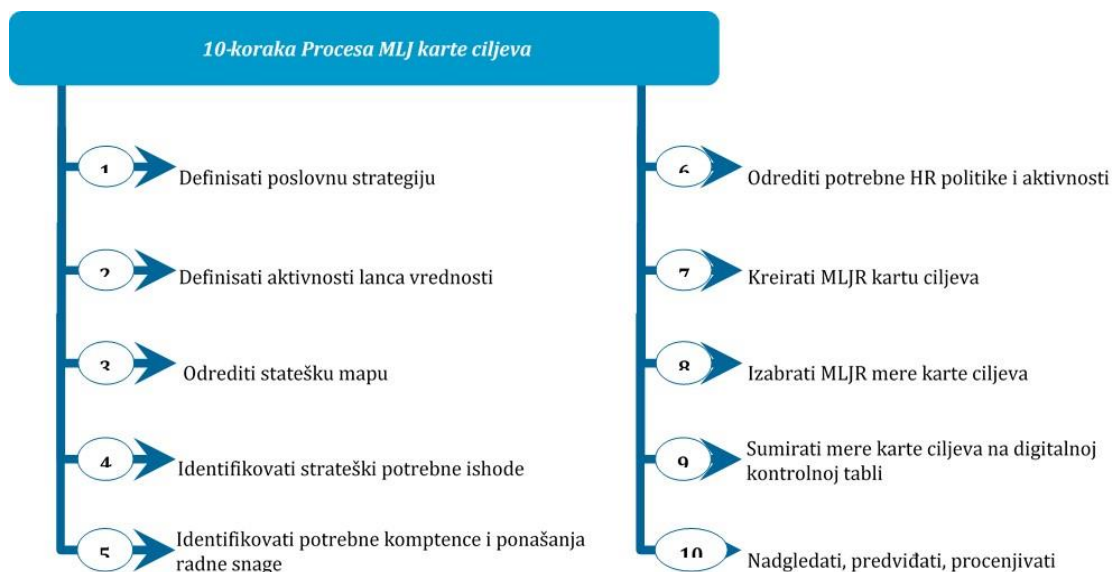 10-koraka Procesa MLJ karte ciljeva
1
Definisati poslovnu strategiju
2
Definisati aktivnosti lanca vrednosti
3
Odrediti statešku mapu
4
Identifikovati strateški potrebne ishode
5
Identifikovati potrebne komptence i ponašanja
radne snage
6
Odrediti potrebne HR politike i aktivnosti
7
Kreirati MLJR kartu ciljeva
8
Izabrati MLJR mere karte ciljeva
9
Sumirati mere karte ciljeva na digitalnoj
kontrolnoj tabli
10
Nadgledati, predviđati, procenjivati